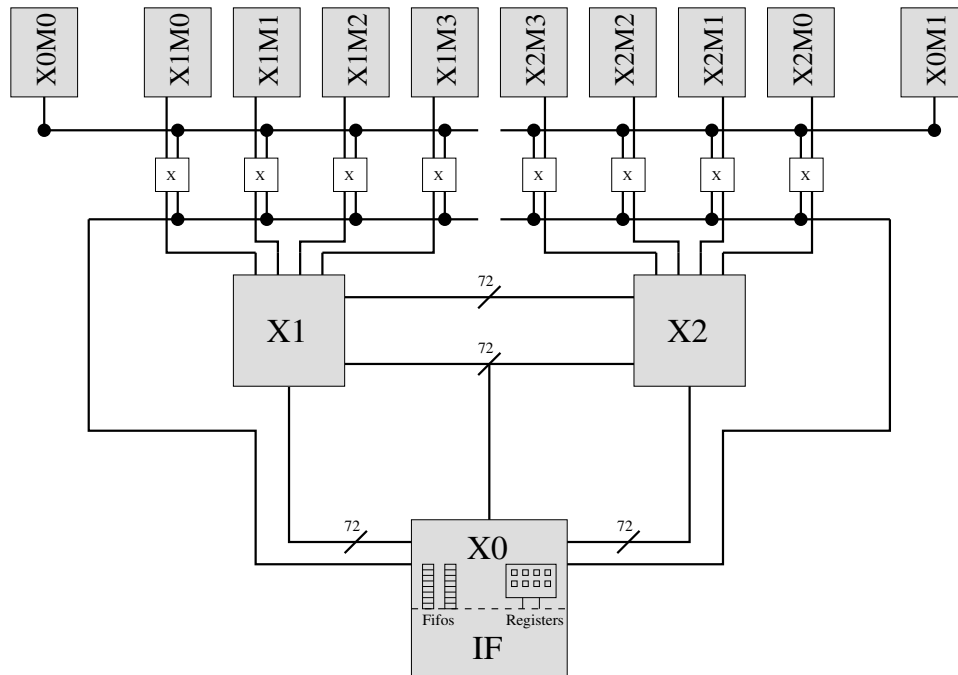 X0M0
X1M0
X1M1
X1M2
X1M3
X2M3
X2M2
X2M1
X2M0
X0M1
X
X
X
X
X
X
X
X
72
X1
X2
72
72
72
X0
Fifos
Registers
IF